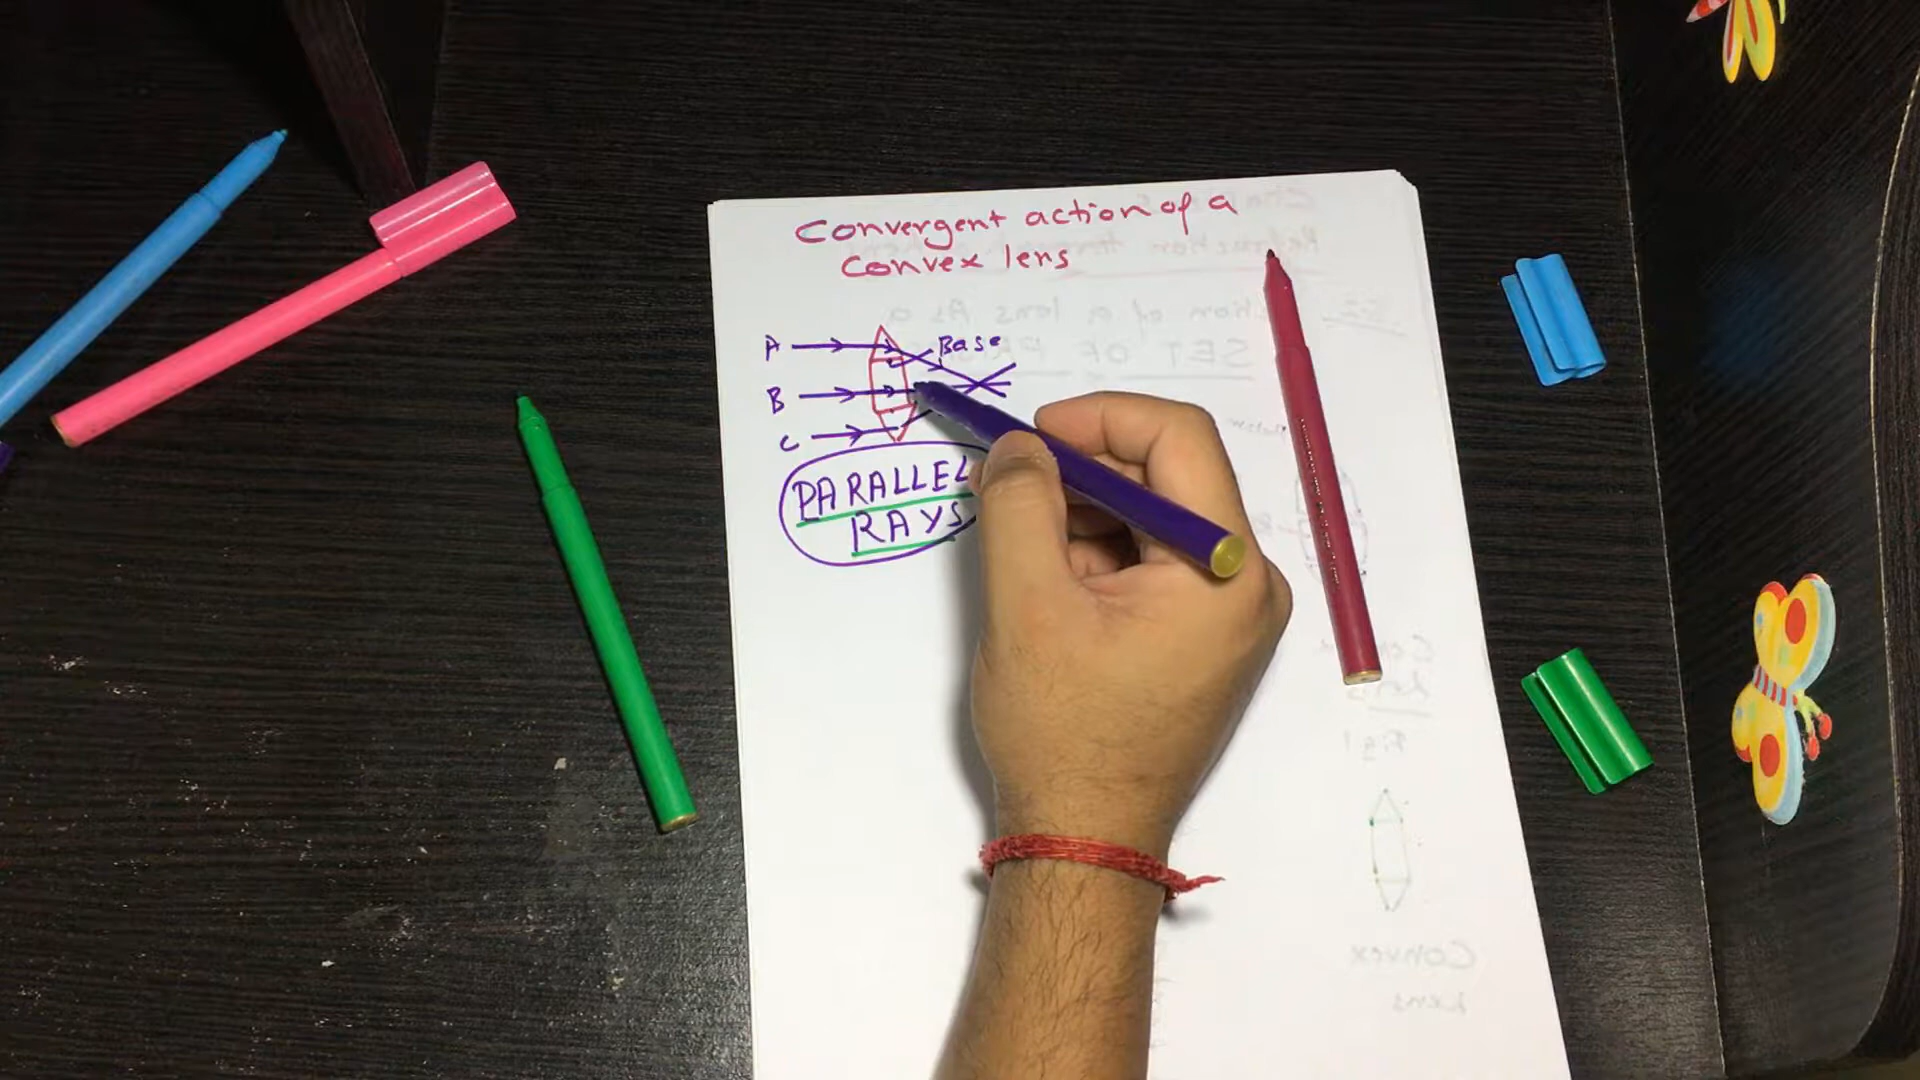 Convergent action of a
convex lens
A
Base
B
C
PARALLEL
RAYS